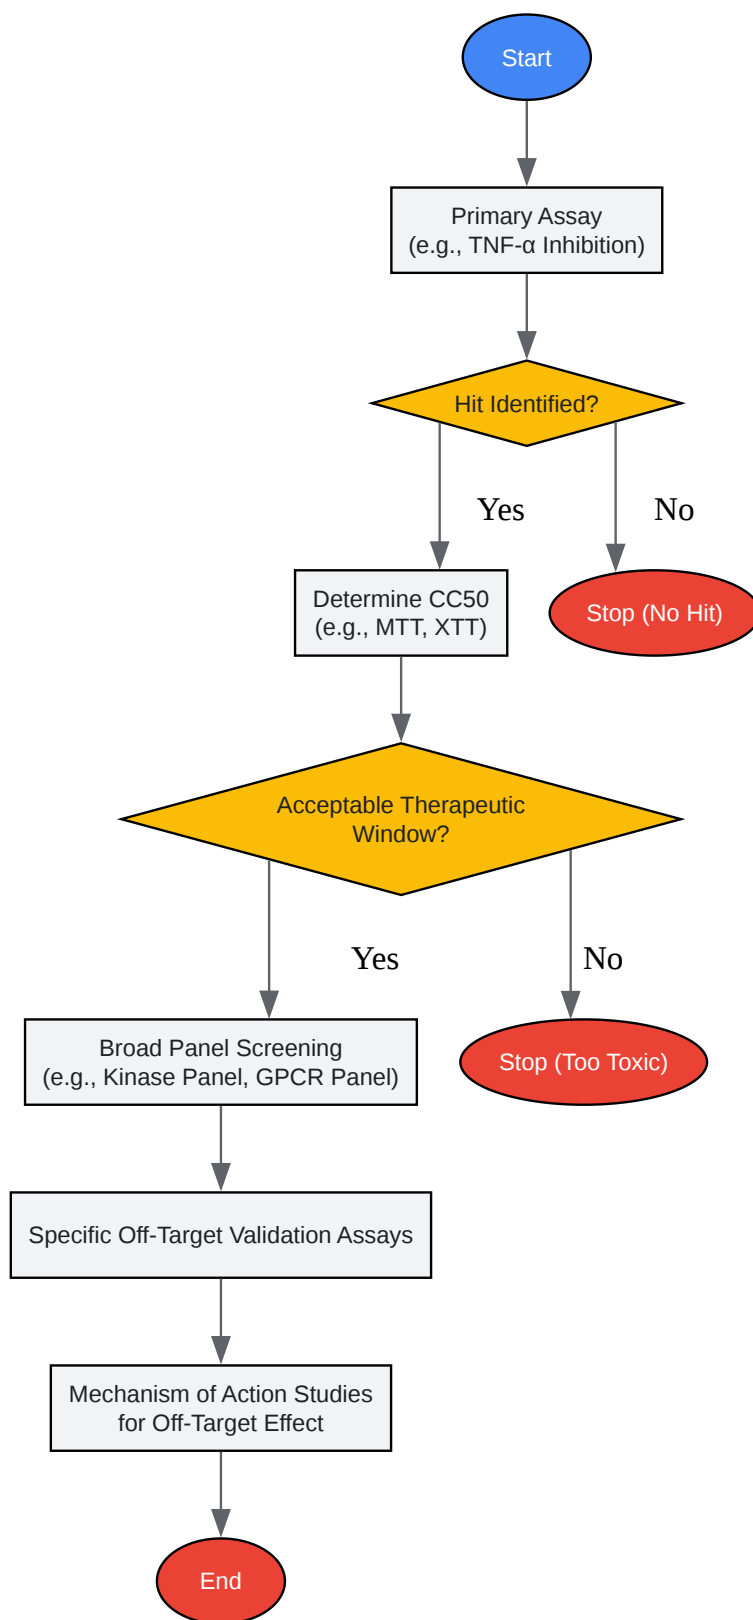 Start
Primary Assay
(e.g., TNF-α Inhibition)
Hit Identified?
Yes
No
Determine CC50
(e.g., MTT, XTT)
Stop (No Hit)
Acceptable Therapeutic
Window?
Yes
No
Broad Panel Screening
(e.g., Kinase Panel, GPCR Panel)
Stop (Too Toxic)
Specific Off-Target Validation Assays
Mechanism of Action Studies
for Off-Target Effect
End